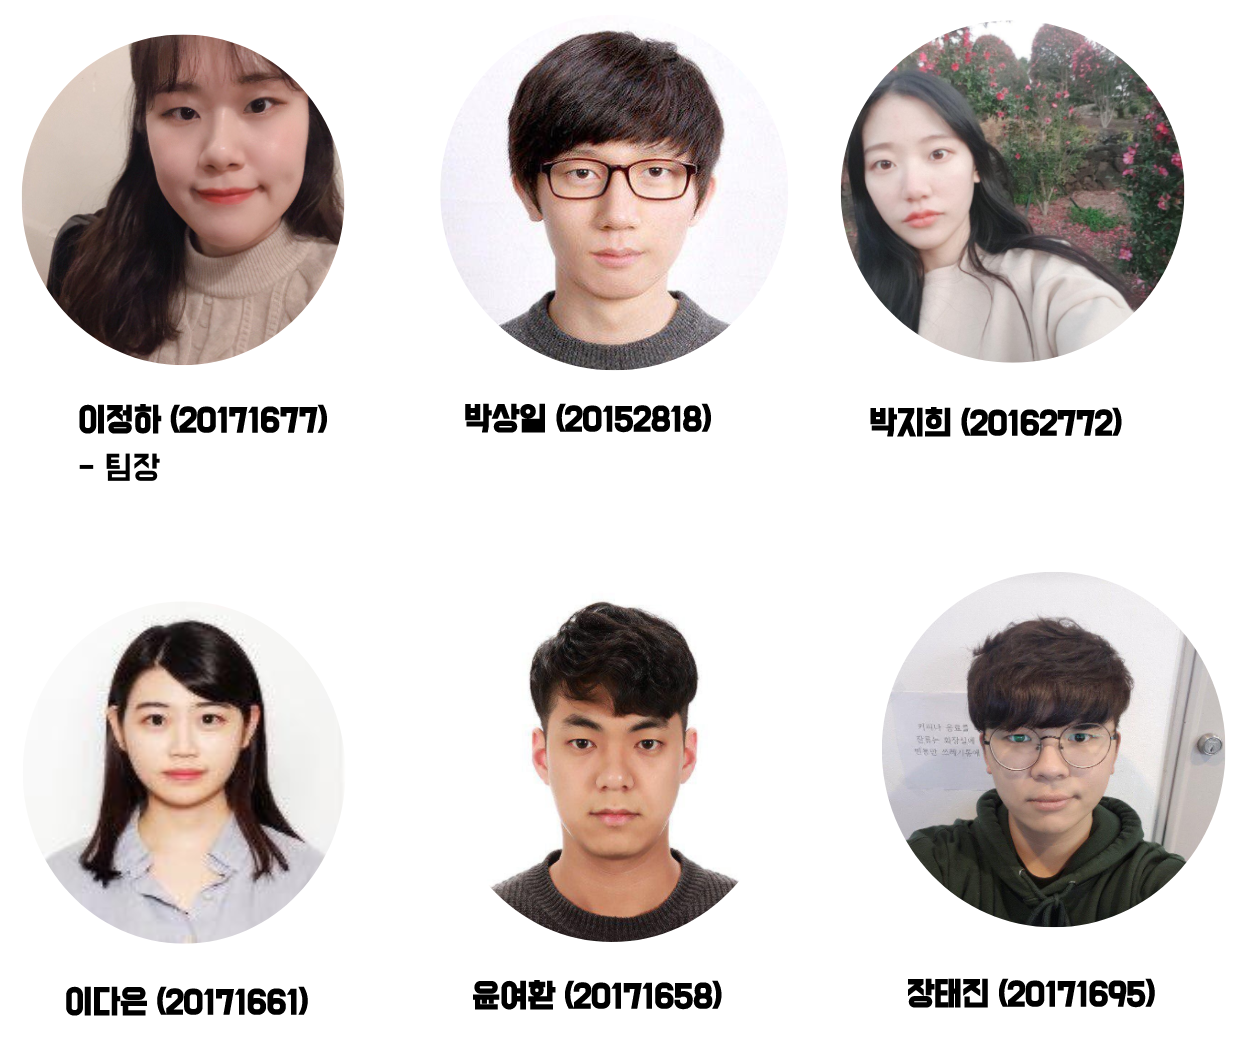 이정하 (20171677)
- 팀장
박상일 (20152818)
박지희 (20162772)
이다은 (20171661)
윤여환 (20171658)
장태진 (20171695)